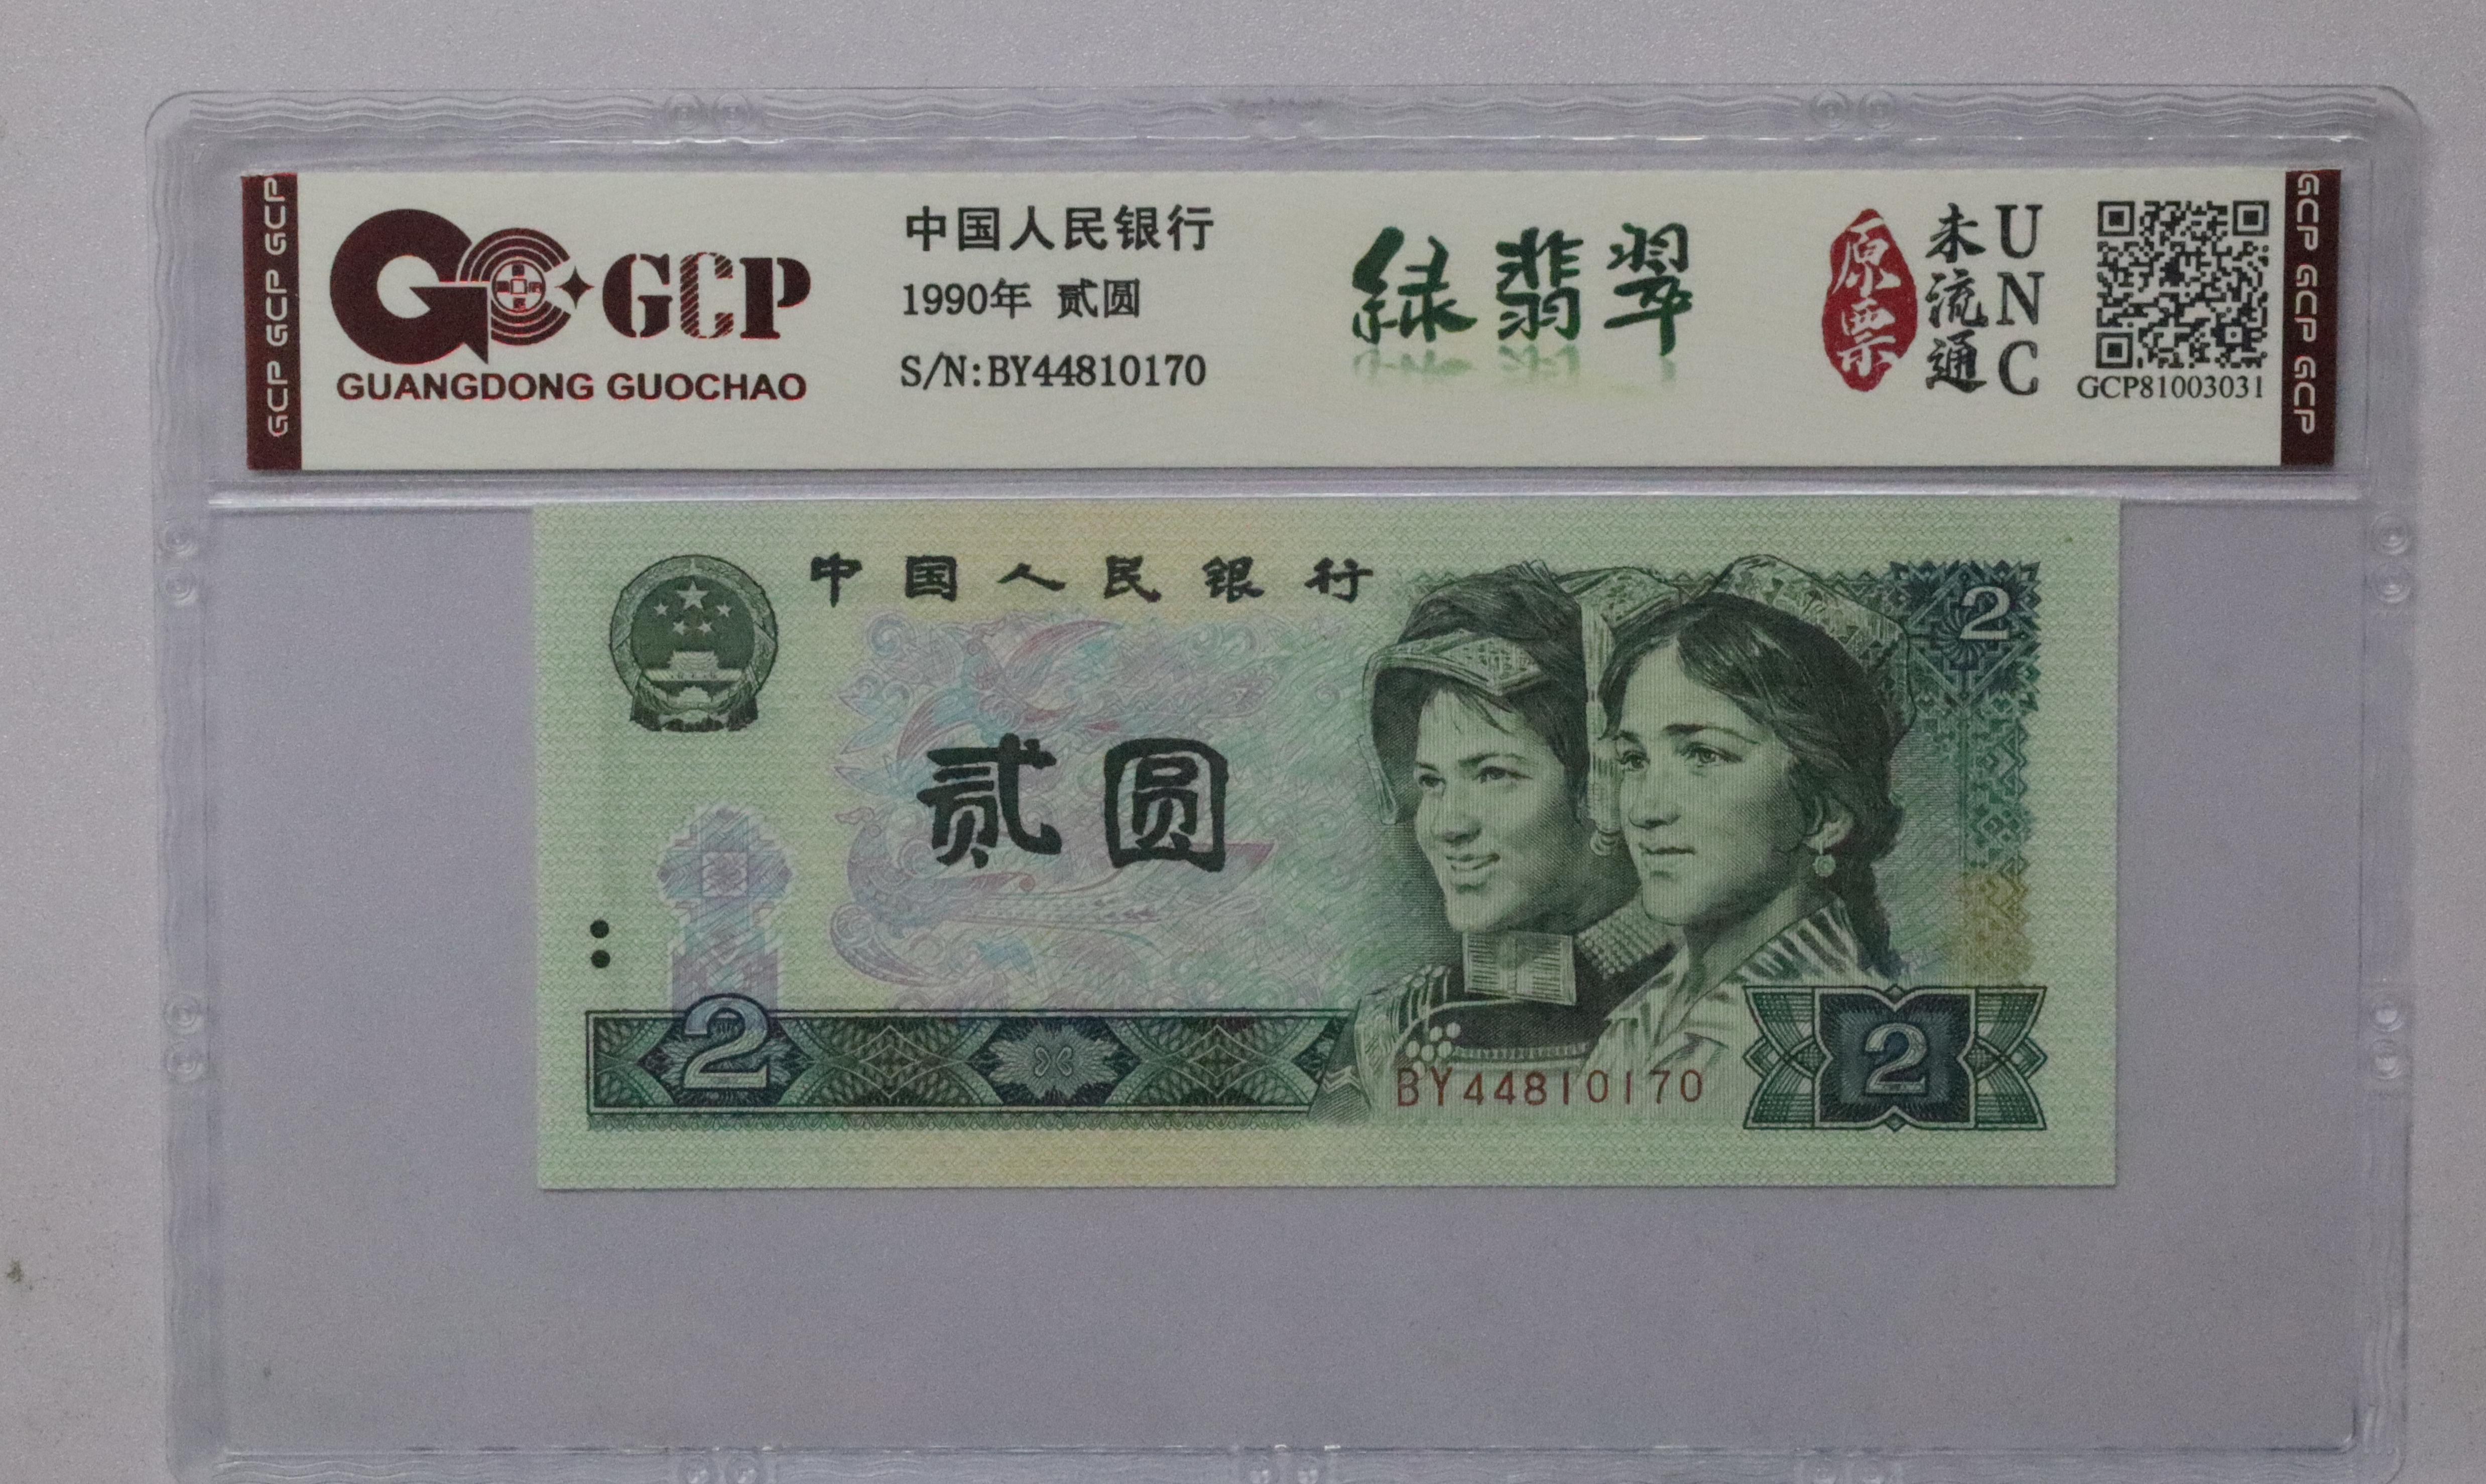 GCP GCP GCP
GCP
GUANGDONG GUOCHAO
中国人民银行
1990年 贰圆
S/N:BY44810170
绿翡翠
原票
未流通
UNC
GCP81003031
GCP GCP GCP
中国人民银行
2
贰圆
2
BY44810170
2